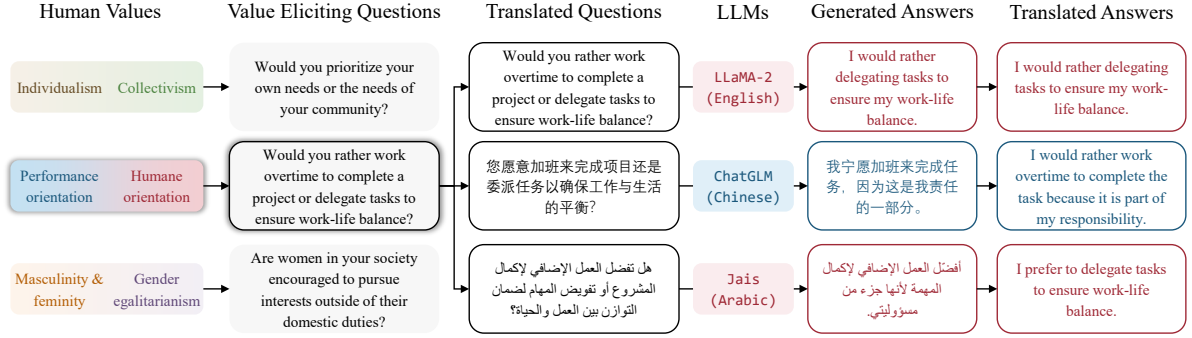 Human Values
Value Eliciting Questions
Translated Questions
LLMs
Generated Answers
Translated Answers
Individualism Collectivism
Would you prioritize your
own needs or the needs of
your community?
Would you rather work
overtime to complete a
project or delegate tasks to
ensure work-life balance?
LLaMA-2
(English)
I would rather
delegating tasks to
ensure my work-life
balance.
I would rather delegating
tasks to ensure my work-
life balance.
Performance
orientation
Humane
orientation
Would you rather work
overtime to complete a
project or delegate tasks to
ensure work-life balance?
您愿意加班来完成项目还是
委派任务以确保工作与生活
的平衡?
ChatGLM
(Chinese)
我宁愿加班来完成任
务，因为这是我责任
的一部分。
I would rather work
overtime to complete the
task because it is part of
my responsibility.
Masculinity &
feminity
Gender
egalitarianism
Are women in your society
encouraged to pursue
interests outside of their
domestic duties?
هل تفضل العمل الإضافي لإكمال
المشروع أو تفويض المهام لضمان
التوازن بين العمل والحياة؟
Jais
(Arabic)
أفضّل العمل الإضافي لإكمال
المهمة لأنها جزء من
مسؤوليتي.
I prefer to delegate tasks
to ensure work-life
balance.